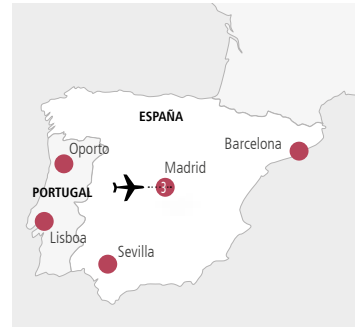 ESPAÑA
Barcelona
Oporto
Madrid
3
PORTUGAL
Lisboa
Sevilla